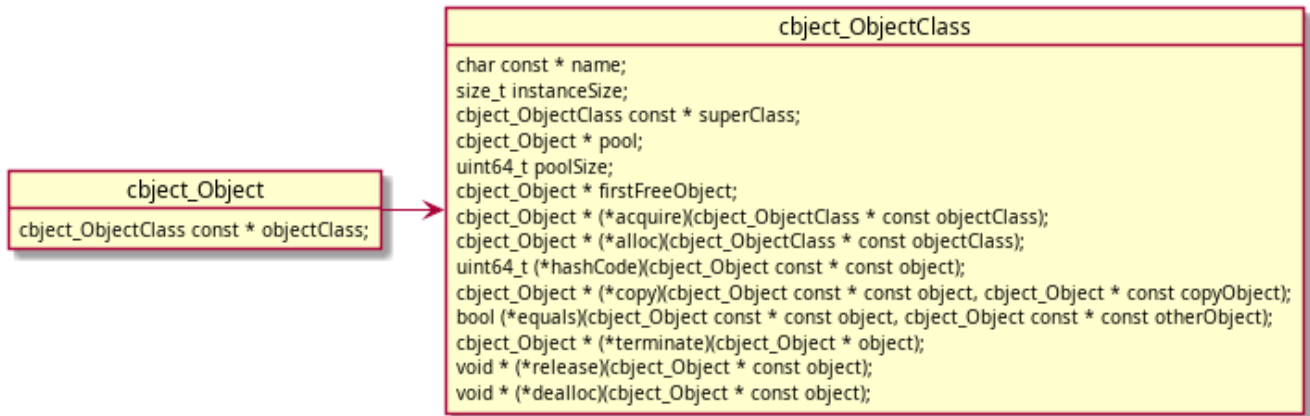 cbject_Object
cbject_ObjectClass const * objectClass;
cbject_ObjectClass
char const * name;
size_t instanceSize;
cbject_ObjectClass const * superClass;
cbject_Object * pool;
uint64_t poolSize;
cbject_Object * firstFreeObject;
cbject_Object * (*acquire)(cbject_ObjectClass * const objectClass);
cbject_Object * (*alloc)(cbject_ObjectClass * const objectClass);
uint64_t (*hashCode)(cbject_Object const * const object);
cbject_Object * (*copy)(cbject_Object const * const object, cbject_Object * const copyObject);
bool (*equals)(cbject_Object const * const object, cbject_Object const * const otherObject);
cbject_Object * (*terminate)(cbject_Object * object);
void * (*release)(cbject_Object * const object);
void * (*dealloc)(cbject_Object * const object);